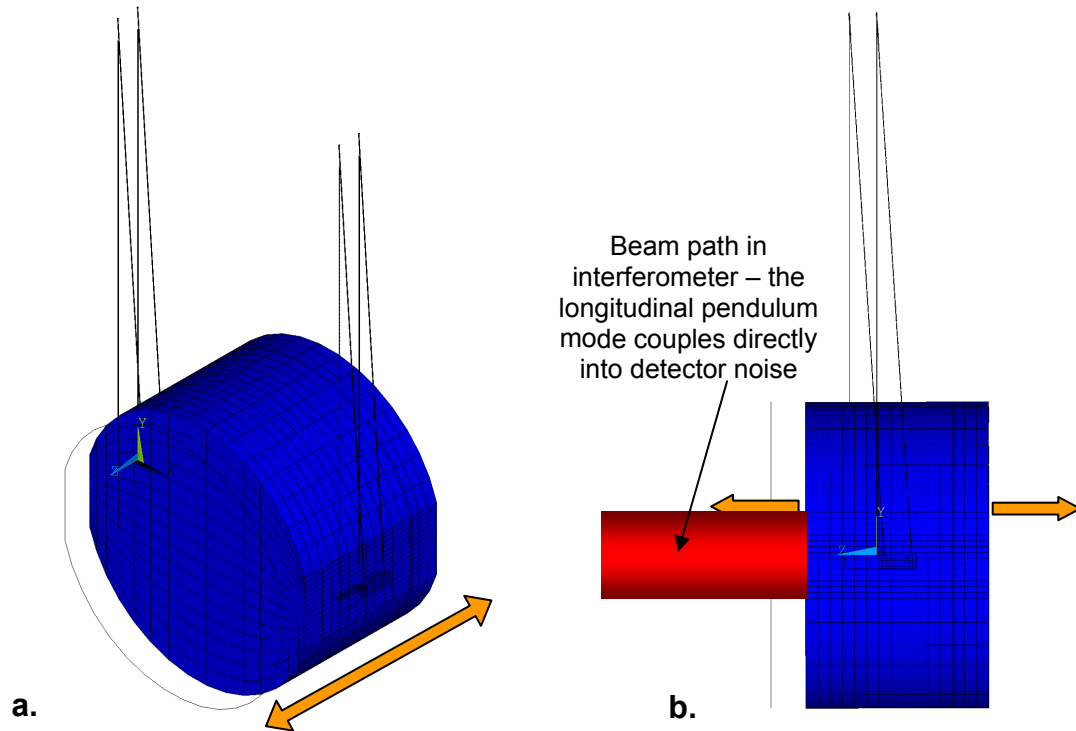 Beam path in
interferometer – the
longitudinal pendulum
mode couples directly
into detector noise
Y
Z
X
Y
Z
a.
b.